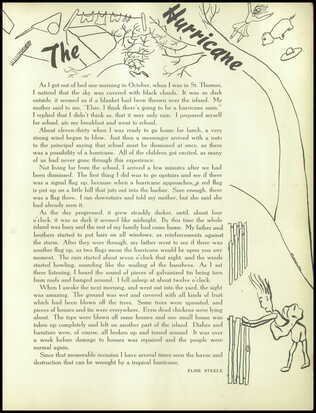 The Hurricane
As I got out of bed one morning in October, when I was in St. Thomas,
I noticed that the sky was covered with black clouds. It was as dark
outside, it seemed as if a blanket had been thrown over the island. My
mother said to me, "Elsie, I think there's going to be a hurricane soon."
I replied that I didn't think so, that it was only rain. I prepared myself
for school, ate my breakfast and went to school.
About eleven-thirty when I was ready to go home for lunch, a very
strong wind began to blow. Just then a messenger arrived with a note
to the principal saying that school must be dismissed at once, as there
was a possibility of a hurricane. All of the children got excited, as many
of us had never gone through this experience.
Not living far from the school, I arrived a few minutes after we had
been dismissed. The first thing I did was to go upstairs and see if there
was a signal flag up, because when a hurricane approaches, a red flag
is put up on a little hill that juts out into the harbor. Sure enough, there
was a flag there. I ran downstairs and told my mother, but she said she
had already seen it.
As the day progressed, it grew steadily darker, until, about four
o'clock, it was as dark it seemed like midnight. By this time the whole
island was busy and the rest of my family had come home. My father and
brothers started to put bars on all windows, as reinforcements against
the storm. After they were through, my father went to see if there was
another flag up, as two flags mean the hurricane would be upon you any
moment. The rain started about seven o'clock that night, and the winds
started howling, sounding like the wailing of the banshees. As I sat
there listening, I heard the sound of pieces of galvanized tin being torn
from roofs and banged around. I fell asleep at about twelve o'clock.
When I awoke the next morning, and went out into the yard, the sight
was amazing. The ground was wet and covered with all kinds of fruit
which had been blown off the trees. Some trees were uprooted, and
pieces of houses and tin were everywhere. Even dead chickens were lying
about. The tops were blown off some houses and one small house was
taken up completely and left on another part of the island. Dishes and
furniture were, of course, all broken up and tossed around. It was over
a week before damage to houses was repaired and the people were
normal again.
Since that memorable occasion I have several times seen the havoc and
destruction that can be wrought by a tropical hurricane.
ELSIE STEELE